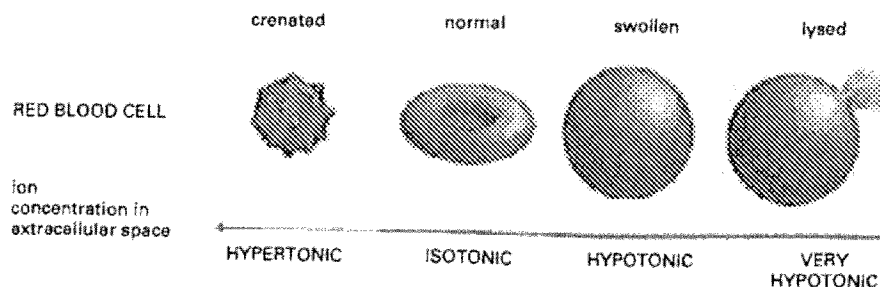 crenated normal swollen lysed
RED BLOOD CELL
ion
concentration in
extracellular space
HYPERTONIC ISOTONIC HYPOTONIC VERY
HYPOTONIC